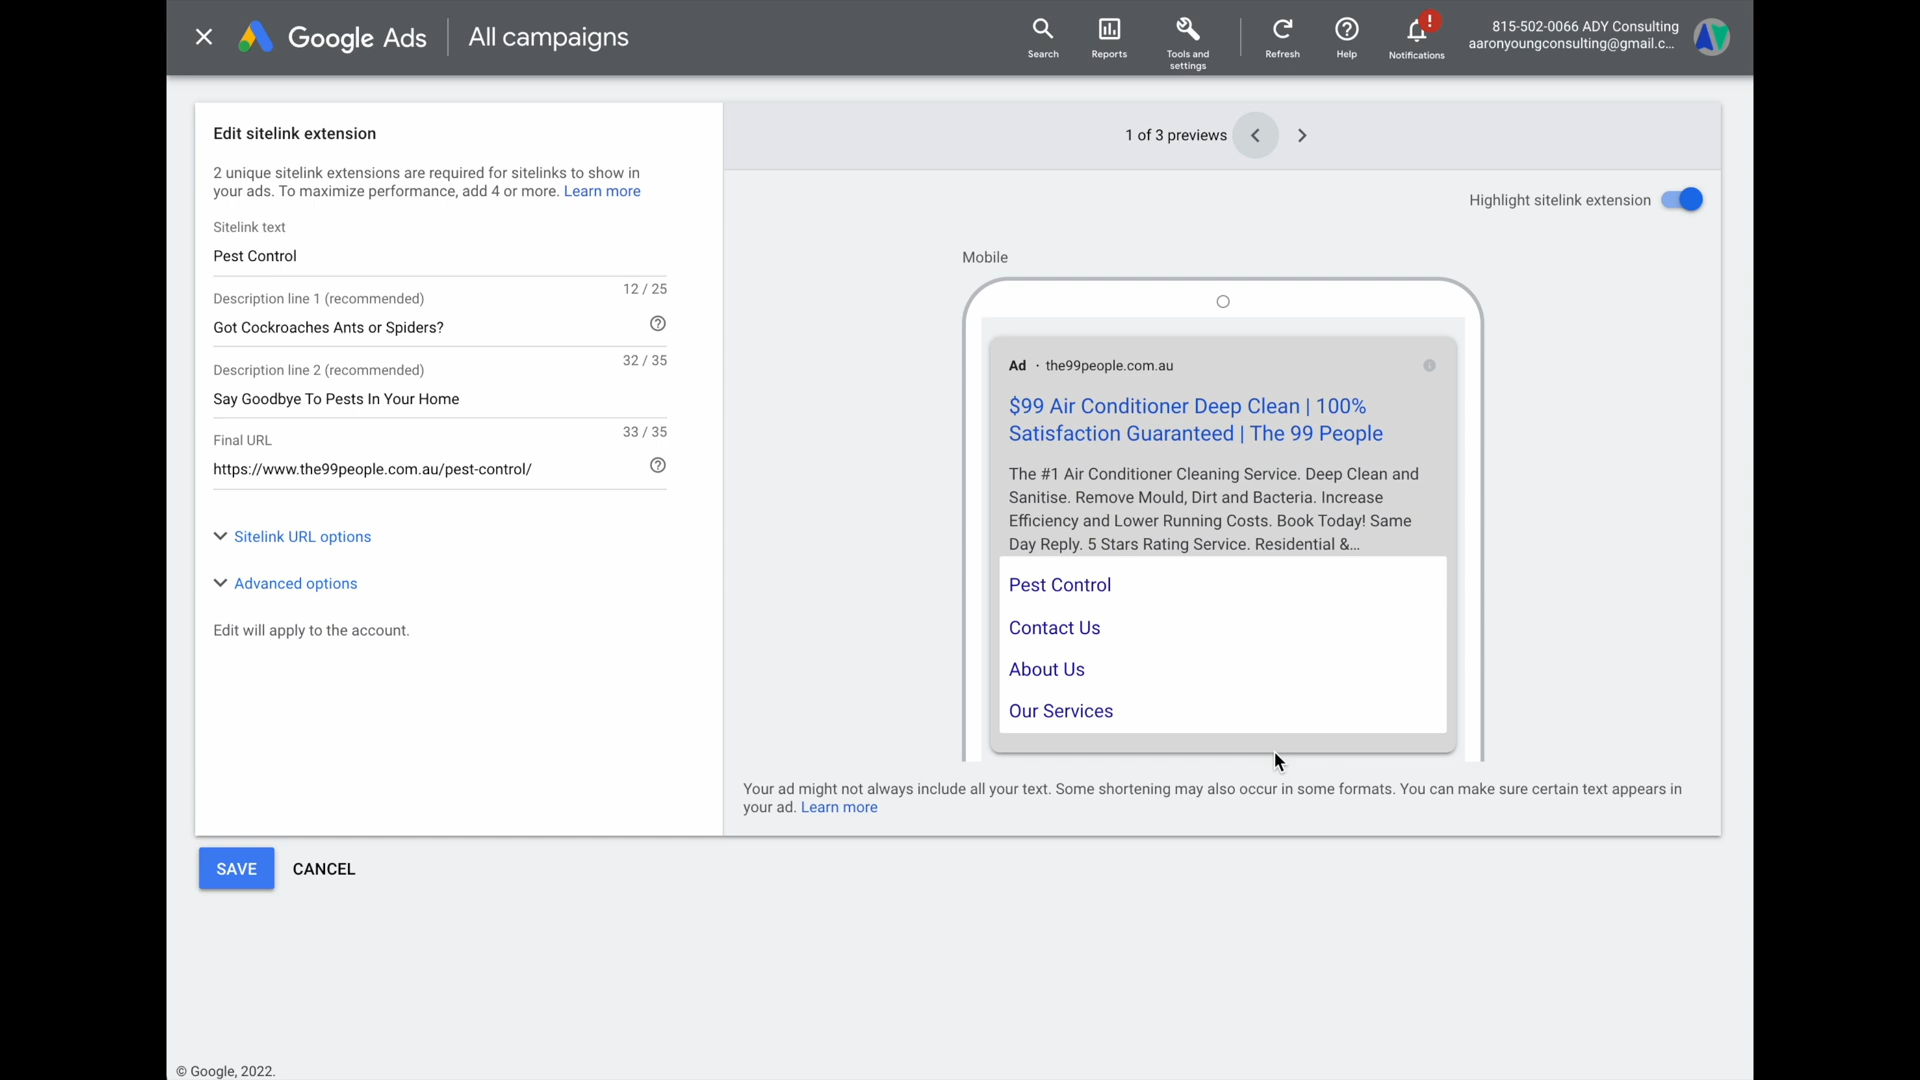 Google Ads
All campaigns
Search
Reports
Tools and
settings
Refresh
Help
!
Notifications
815-502-0066 ADY Consulting
aaronyoungconsulting@gmail.c...
Edit sitelink extension
2 unique sitelink extensions are required for sitelinks to show in
your ads. To maximize performance, add 4 or more. Learn more
Sitelink text
Pest Control
12 / 25
Description line 1 (recommended)
Got Cockroaches Ants or Spiders?
32 / 35
Description line 2 (recommended)
Say Goodbye To Pests In Your Home
33 / 35
Final URL
https://www.the99people.com.au/pest-control/
Sitelink URL options
Advanced options
Edit will apply to the account.
1 of 3 previews
Highlight sitelink extension
Mobile
Ad · the99people.com.au
$99 Air Conditioner Deep Clean | 100%
Satisfaction Guaranteed | The 99 People
The #1 Air Conditioner Cleaning Service. Deep Clean and
Sanitise. Remove Mould, Dirt and Bacteria. Increase
Efficiency and Lower Running Costs. Book Today! Same
Day Reply. 5 Stars Rating Service. Residential &...
Pest Control
Contact Us
About Us
Our Services
Your ad might not always include all your text. Some shortening may also occur in some formats. You can make sure certain text appears in
your ad. Learn more
SAVE
CANCEL
© Google, 2022.